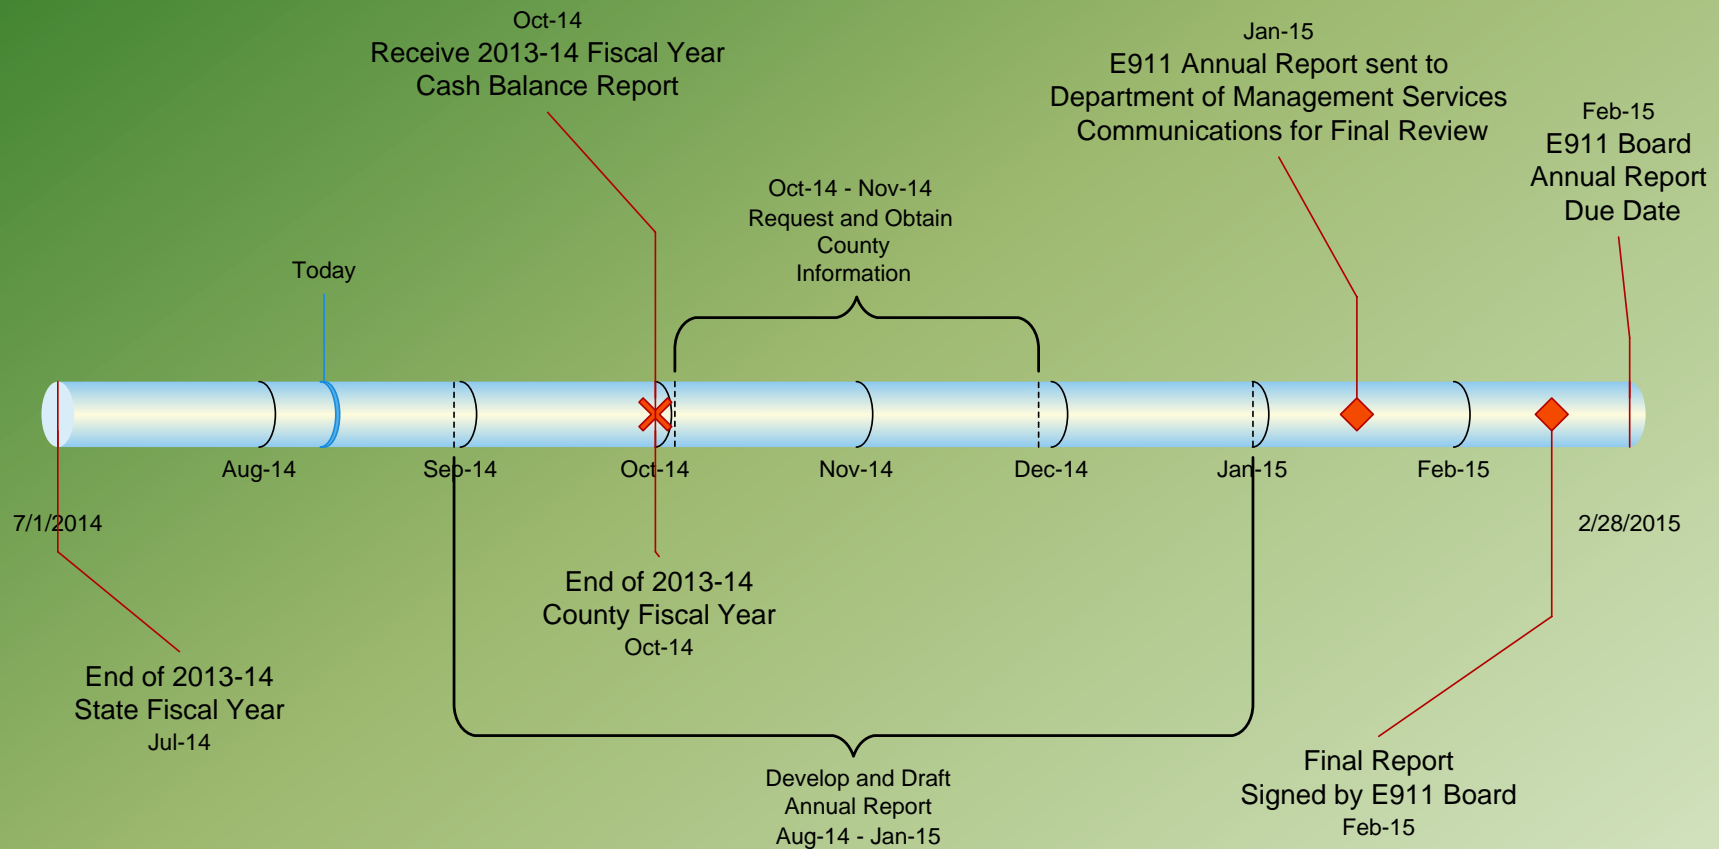 Oct-14
Receive 2013-14 Fiscal Year
Cash Balance Report
Jan-15
E911 Annual Report sent to
Department of Management Services
Communications for Final Review
Feb-15
E911 Board
Annual Report
Due Date
Oct-14 - Nov-14
Request and Obtain
County
Information
Today
Aug-14
Sep-14
Oct-14
Nov-14
Dec-14
Jan-15
Feb-15
7/1/2014
2/28/2015
End of 2013-14
State Fiscal Year
Jul-14
End of 2013-14
County Fiscal Year
Oct-14
Develop and Draft
Annual Report
Aug-14 - Jan-15
Final Report
Signed by E911 Board
Feb-15